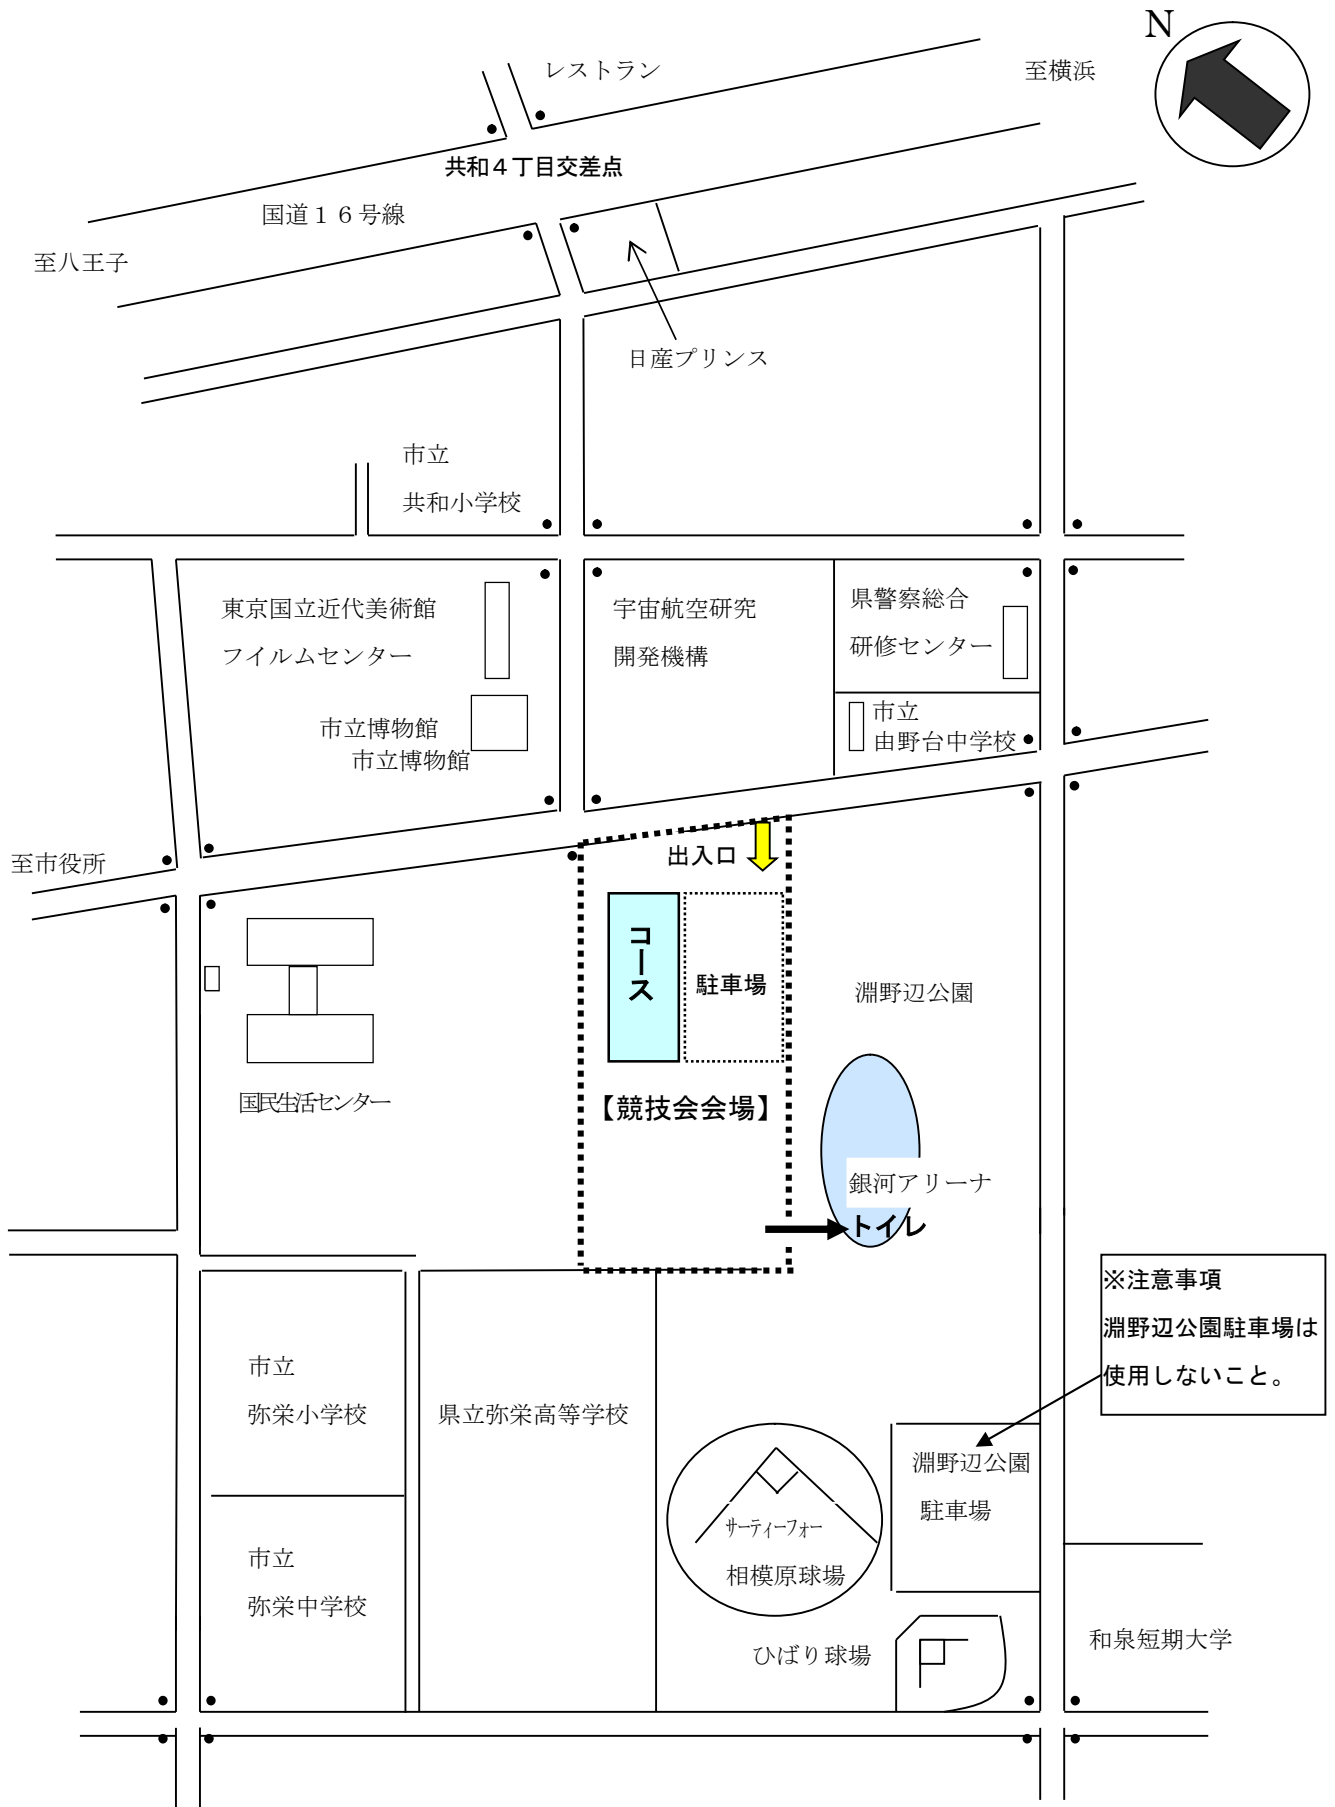 N
レストラン
至横浜
共和４丁目交差点
国道１６号線
至八王子
日産プリンス
市立
共和小学校
東京国立近代美術館
フイルムセンター
宇宙航空研究
開発機構
県警察総合
研修センター
市立博物館
市立博物館
市立
由野台中学校
至市役所
出入口
コース
駐車場
淵野辺公園
国民生活センター
【競技会会場】
銀河アリーナ
トイレ
※注意事項
淵野辺公園駐車場は
使用しないこと。
市立
弥栄小学校
県立弥栄高等学校
淵野辺公園
駐車場
サーティーフォー
相模原球場
市立
弥栄中学校
ひばり球場
和泉短期大学